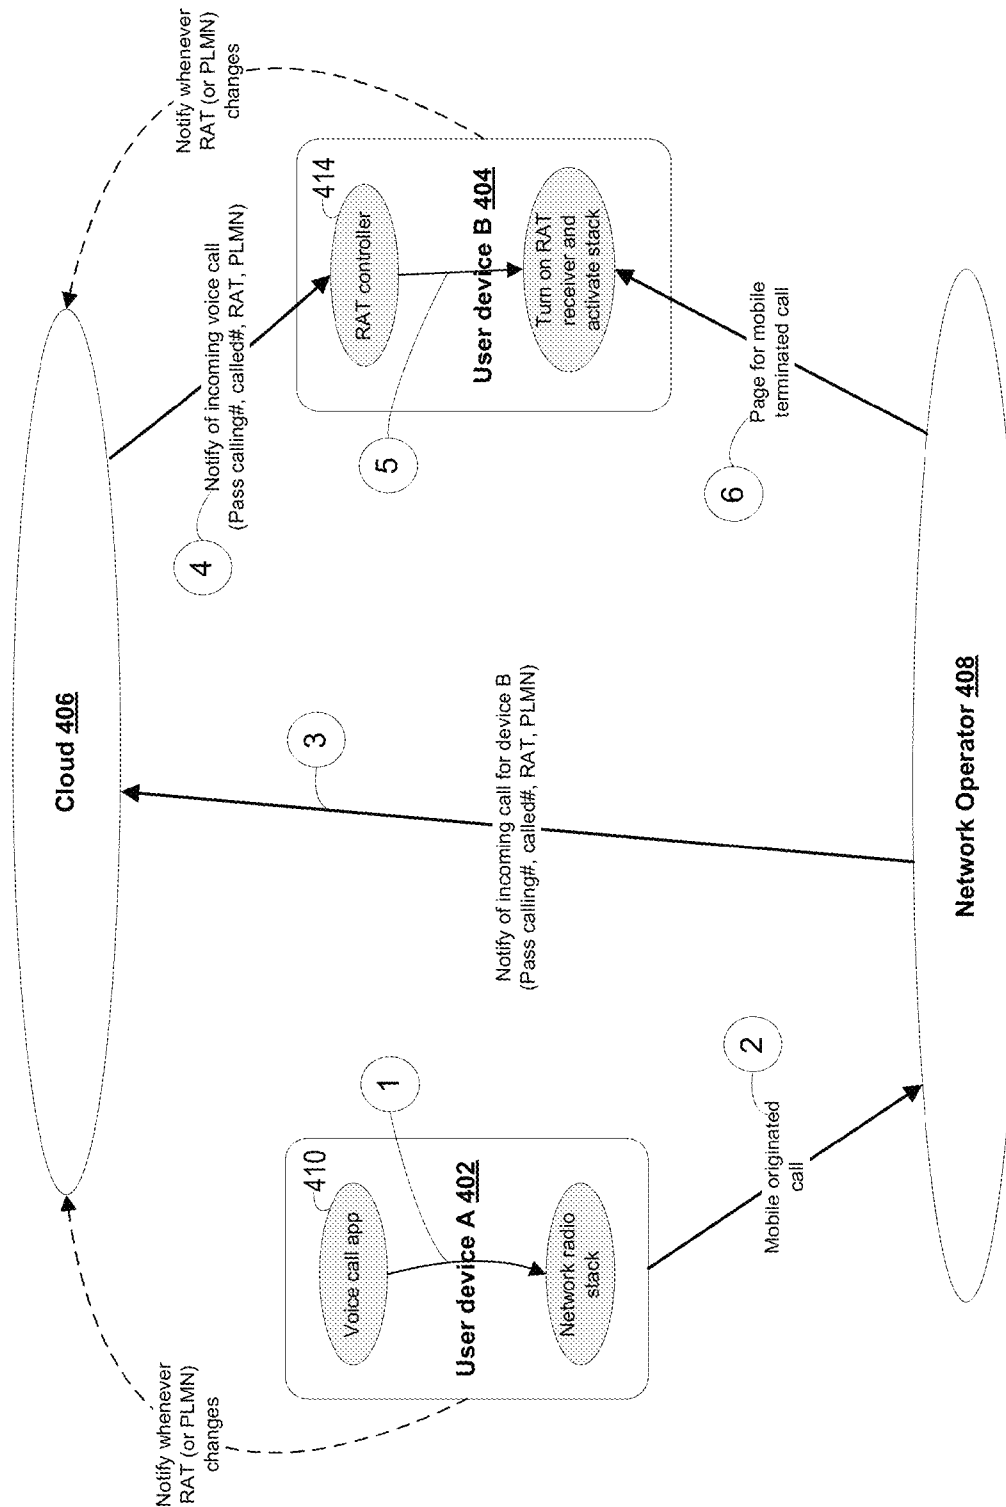 Cloud 406
Notify whenever
RAT (or PLMN)
changes
Notify whenever
RAT (or PLMN)
changes
4
Notify of incoming voice call
(Pass calling#, called#, RAT, PLMN)
3
Notify of incoming call for device B
(Pass calling#, called#, RAT, PLMN)
410
Voice call app
1
User device A 402
Network radio
stack
414
RAT controller
5
User device B 404
Turn on RAT
receiver and
activate stack
2
Mobile originated
call
6
Page for mobile
terminated call
Network Operator 408